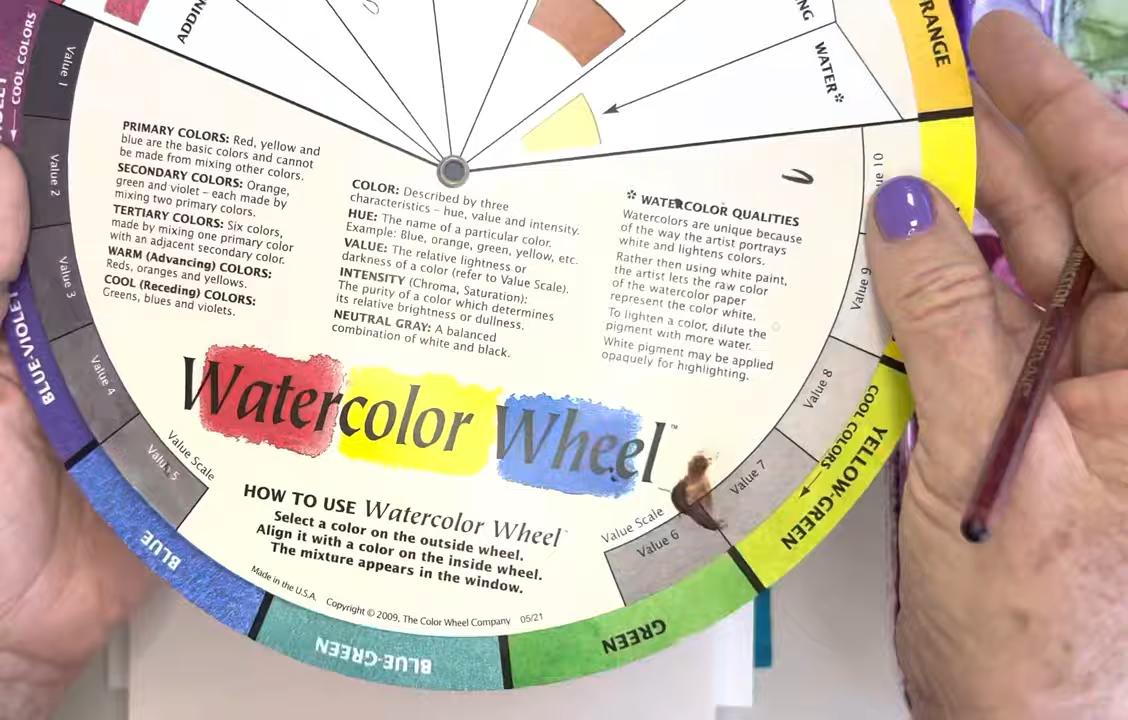 COOL COLORS
ADDING
WATER*
ORANGE
Value 1
Value 2
Value 3
Value 4
Value 5
Value Scale
PRIMARY COLORS: Red, yellow and
blue are the basic colors and cannot
be made from mixing other colors.
SECONDARY COLORS: Orange,
green and violet – each made by
mixing two primary colors.
TERTIARY COLORS: Six colors,
made by mixing one primary color
with an adjacent secondary color.
WARM (Advancing) COLORS:
Reds, oranges and yellows.
COOL (Receding) COLORS:
Greens, blues and violets.
COLOR: Described by three
characteristics – hue, value and intensity.
HUE: The name of a particular color.
Example: Blue, orange, green, yellow, etc.
VALUE: The relative lightness or
darkness of a color (refer to Value Scale).
INTENSITY (Chroma, Saturation):
The purity of a color which determines
its relative brightness or dullness.
NEUTRAL GRAY: A balanced
combination of white and black.
* WATERCOLOR QUALITIES
Watercolors are unique because
of the way the artist portrays
white and lightens colors.
Rather then using white paint,
the artist lets the raw color
of the watercolor paper
represent the color white.
To lighten a color, dilute the
pigment with more water.
White pigment may be applied
opaquely for highlighting.
Watercolor Wheel™
HOW TO USE Watercolor Wheel™
Select a color on the outside wheel.
Align it with a color on the inside wheel.
The mixture appears in the window.
Made in the U.S.A. Copyright © 2009, The Color Wheel Company 05/21
Value Scale
Value 6
Value 7
Value 8
Value 9
10
COOL COLORS
YELLOW-GREEN
GREEN
BLUE-GREEN
BLUE
BLUE-VIOLET
PRINCETON